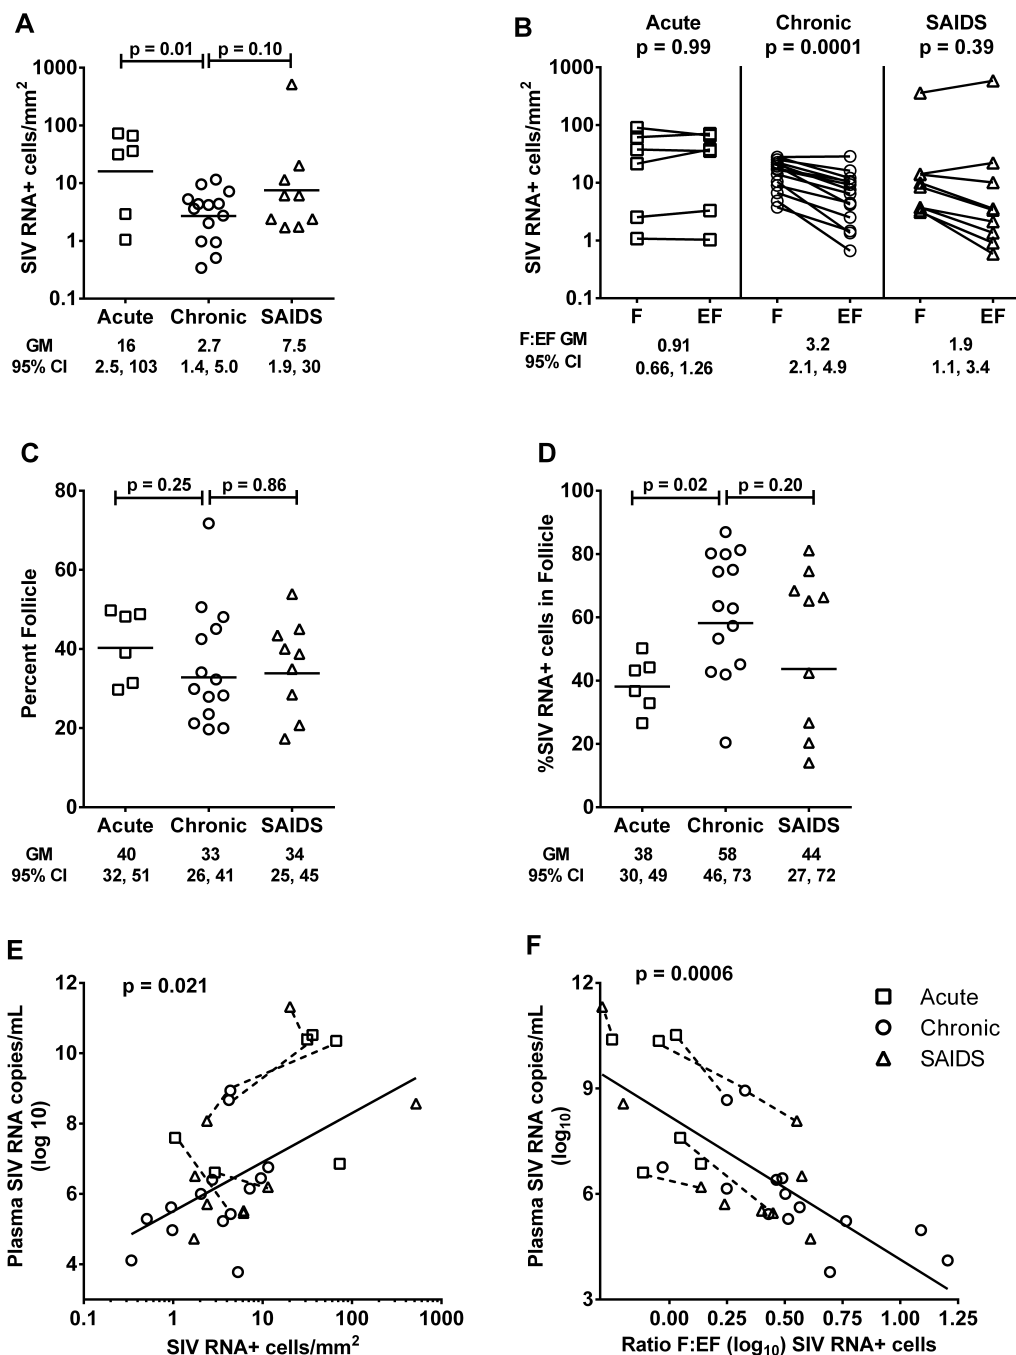 A
p = 0.01
p = 0.10
SIV RNA+ cells/mm2
1000
100
10
1
0.1
Acute Chronic SAIDS
GM 16 2.7 7.5
95% CI 2.5, 103 1.4, 5.0 1.9, 30
B
Acute Chronic SAIDS
p = 0.99 p = 0.0001 p = 0.39
SIV RNA+ cells/mm2
1000
100
10
1
0.1
F EF F EF F EF
F:EF GM 0.91 3.2 1.9
95% CI 0.66, 1.26 2.1, 4.9 1.1, 3.4
C
p = 0.25 p = 0.86
Percent Follicle
80
60
40
20
0
Acute Chronic SAIDS
GM 40 33 34
95% CI 32, 51 26, 41 25, 45
D
p = 0.02 p = 0.20
%SIV RNA+ cells in Follicle
100
80
60
40
20
0
Acute Chronic SAIDS
GM 38 58 44
95% CI 30, 49 46, 73 27, 72
E
p = 0.021
Plasma SIV RNA copies/mL
(log 10)
12
10
8
6
4
0.1 1 10 100 1000
SIV RNA+ cells/mm2
F
p = 0.0006
Plasma SIV RNA copies/mL
(log10)
12
9
6
3
0.00 0.25 0.50 0.75 1.00 1.25
Ratio F:EF (log10) SIV RNA+ cells
Acute
Chronic
SAIDS